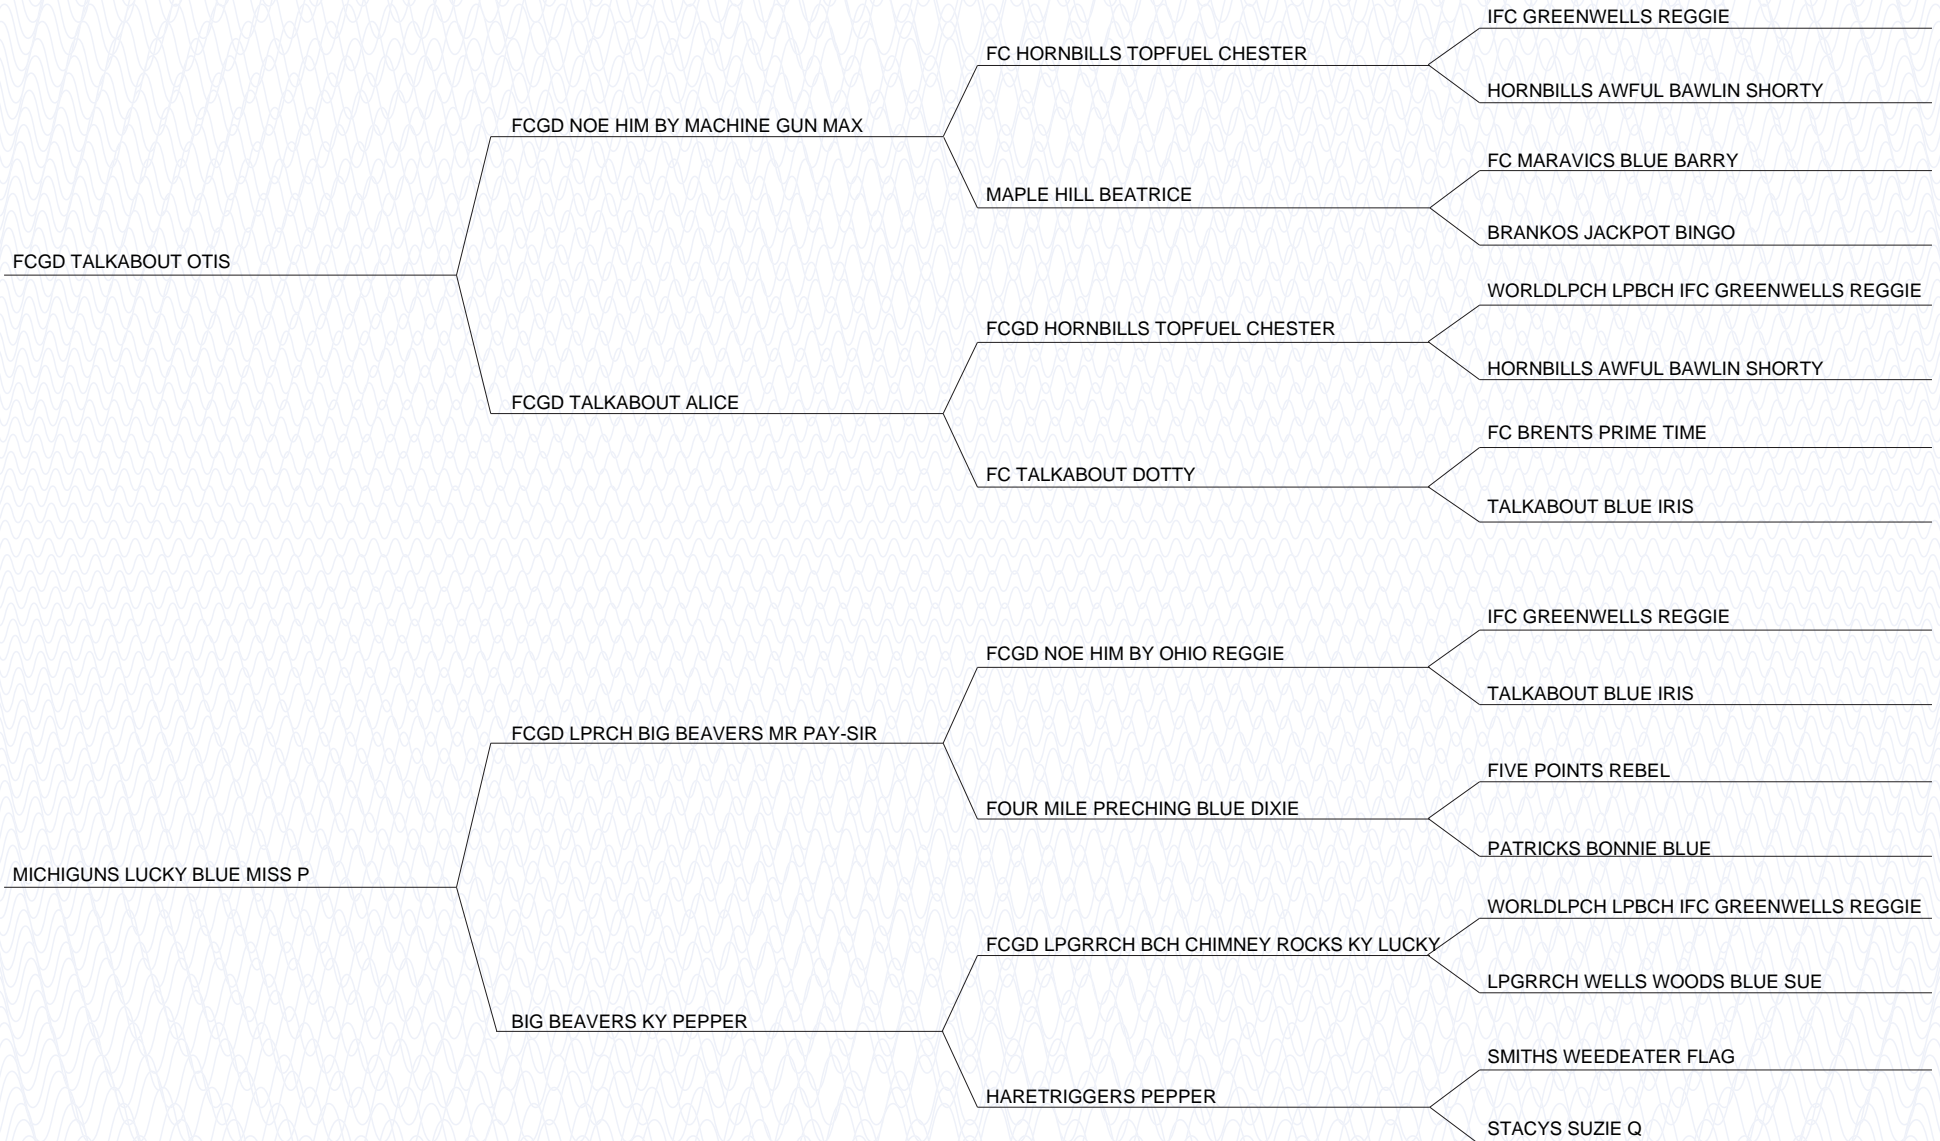 IFC GREENWELLS REGGIE
FC HORNBILLS TOPFUEL CHESTER
HORNBILLS AWFUL BAWLIN SHORTY
FCGD NOE HIM BY MACHINE GUN MAX
FC MARAVICS BLUE BARRY
MAPLE HILL BEATRICE
BRANKOS JACKPOT BINGO
FCGD TALKABOUT OTIS
WORLDLPCH LPBCH IFC GREENWELLS REGGIE
FCGD HORNBILLS TOPFUEL CHESTER
HORNBILLS AWFUL BAWLIN SHORTY
FCGD TALKABOUT ALICE
FC BRENTS PRIME TIME
FC TALKABOUT DOTTY
TALKABOUT BLUE IRIS
IFC GREENWELLS REGGIE
FCGD NOE HIM BY OHIO REGGIE
TALKABOUT BLUE IRIS
FCGD LPRCH BIG BEAVERS MR PAY-SIR
FIVE POINTS REBEL
FOUR MILE PRECHING BLUE DIXIE
PATRICKS BONNIE BLUE
MICHIGUNS LUCKY BLUE MISS P
WORLDLPCH LPBCH IFC GREENWELLS REGGIE
FCGD LPGRRCH BCH CHIMNEY ROCKS KY LUCKY
LPGRRCH WELLS WOODS BLUE SUE
BIG BEAVERS KY PEPPER
SMITHS WEEDEATER FLAG
HARETRIGGERS PEPPER
STACYS SUZIE Q